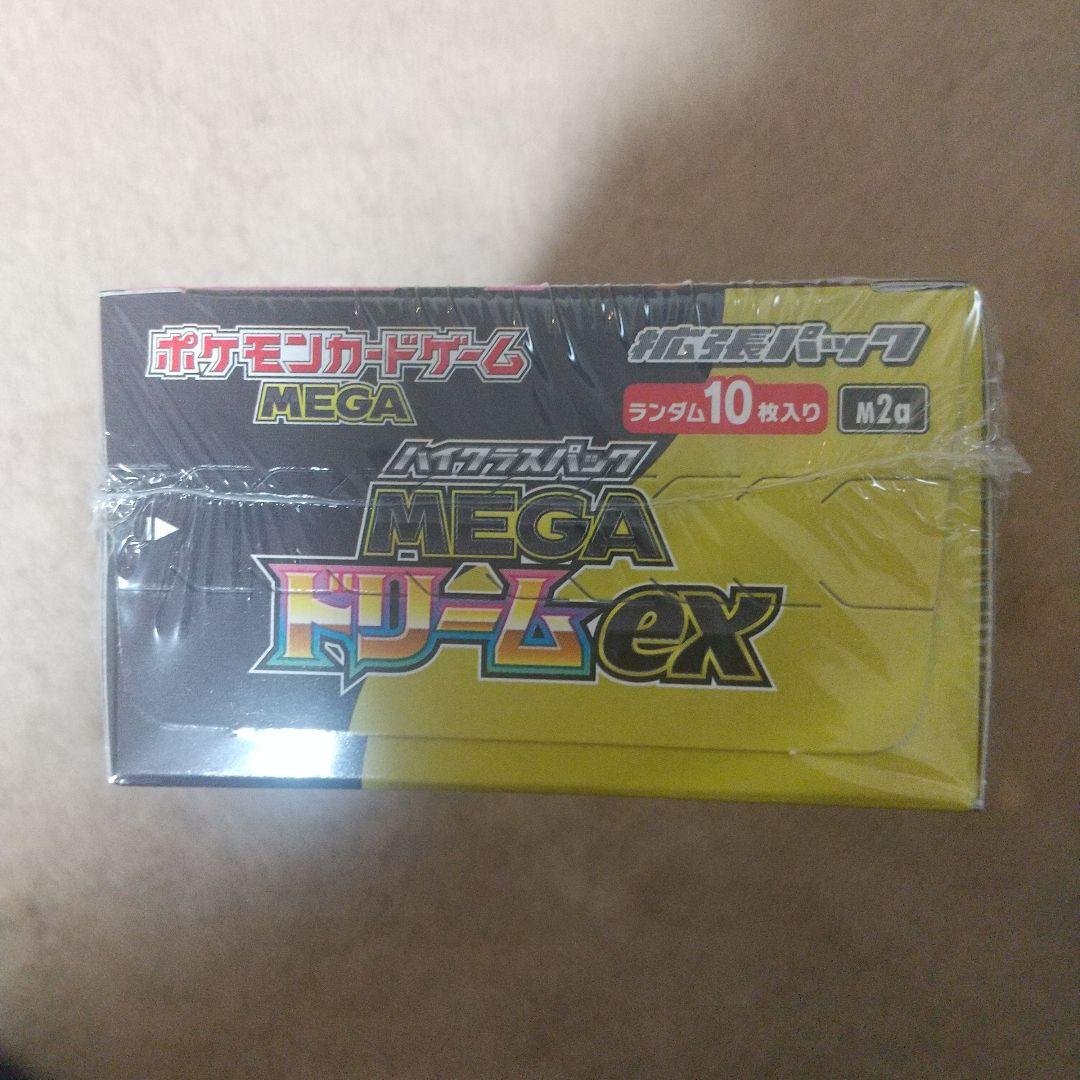 ポケモンカードゲーム
MEGA
拡張パック
ランダム10枚入り
M2a
ハイクラスパック
MEGA
ドリームex